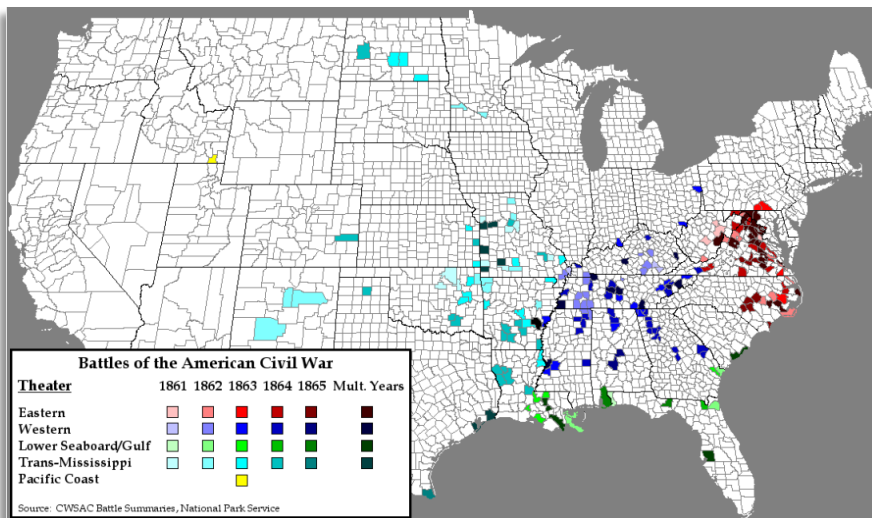 Battles of the American Civil War
Theater 1861 1862 1863 1864 1865 Mult. Years
Eastern
Western
Lower Seaboard/Gulf
Trans-Mississippi
Pacific Coast
Source: CWSAC Battle Summaries, National Park Service